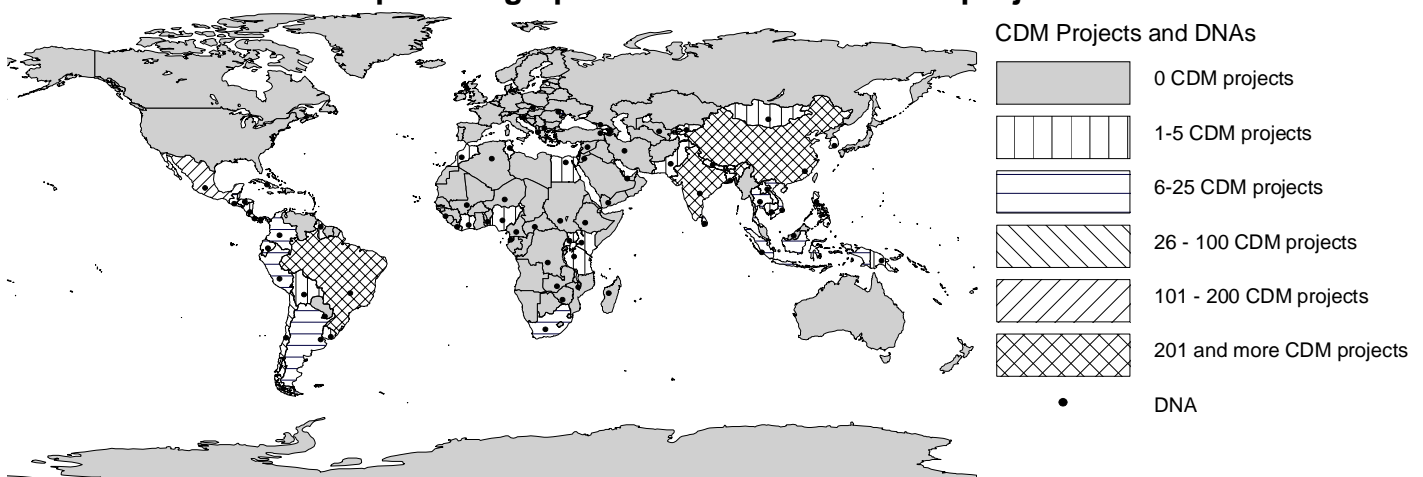 CDM Projects and DNAs
0 CDM projects
1-5 CDM projects
6-25 CDM projects
26 - 100 CDM projects
101 - 200 CDM projects
201 and more CDM projects
DNA